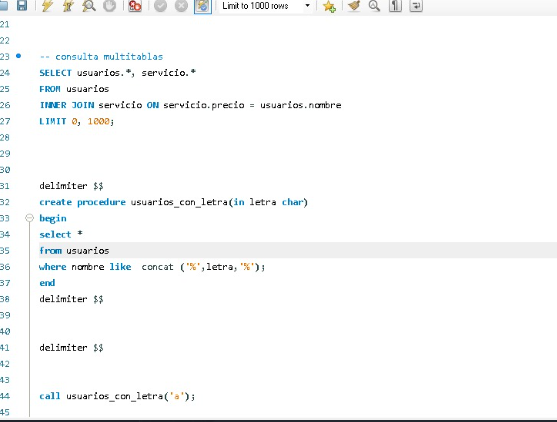 Limit to 1000 rows
21
22
23 -- consulta multitablas
24 SELECT usuarios.*, servicio.*
25 FROM usuarios
26 INNER JOIN servicio ON servicio.precio = usuarios.nombre
27 LIMIT 0, 1000;
28
29
30
31 delimiter $$
32 create procedure usuarios_con_letra(in letra char)
33 begin
34 select *
35 from usuarios
36 where nombre like concat ('%',letra,'%');
37 end
38 delimiter $$
39
40
41 delimiter $$
42
43
44 call usuarios_con_letra('a');
45